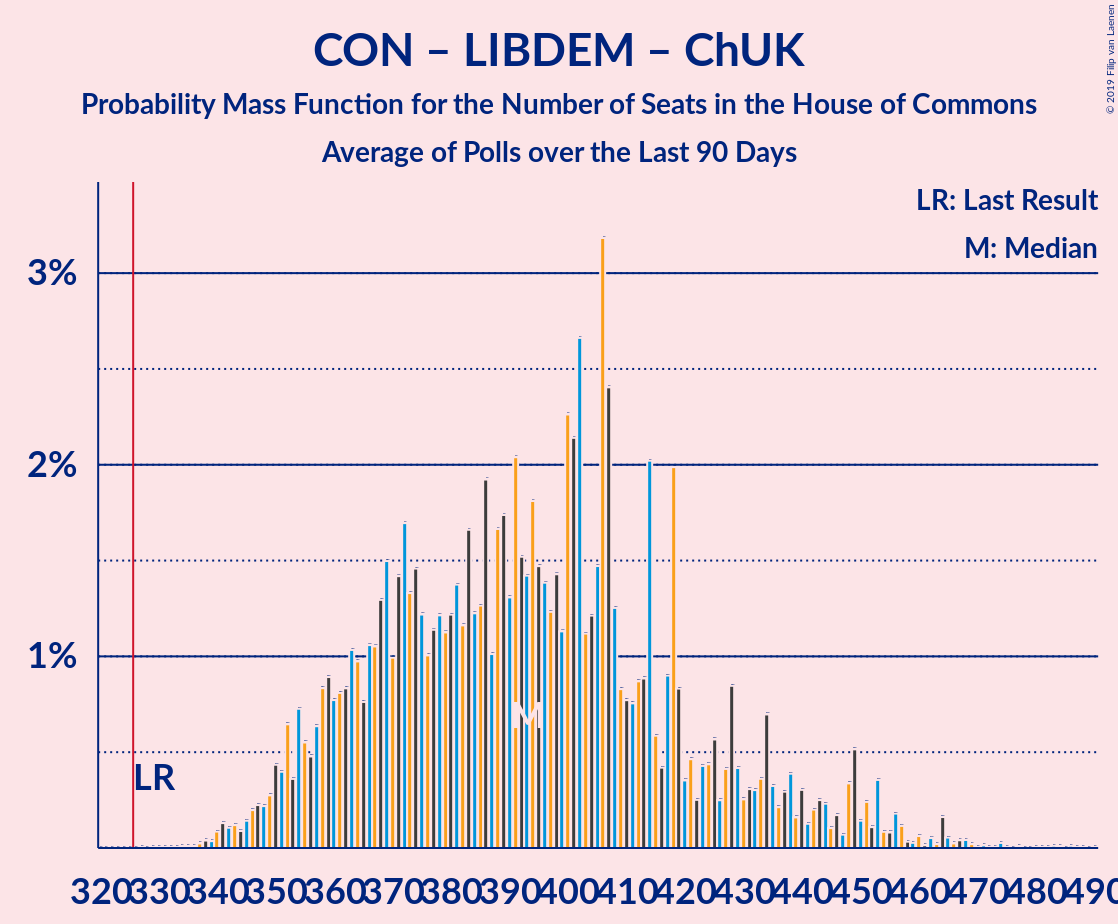 CON – LIBDEM – ChUK
Probability Mass Function for the Number of Seats in the House of Commons
Average of Polls over the Last 90 Days
© 2019 Filip van Laenen
LR: Last Result
M: Median
3%
2%
1%
M
LR
320 330 340 350 360 370 380 390 400 410 420 430 440 450 460 470 480 490